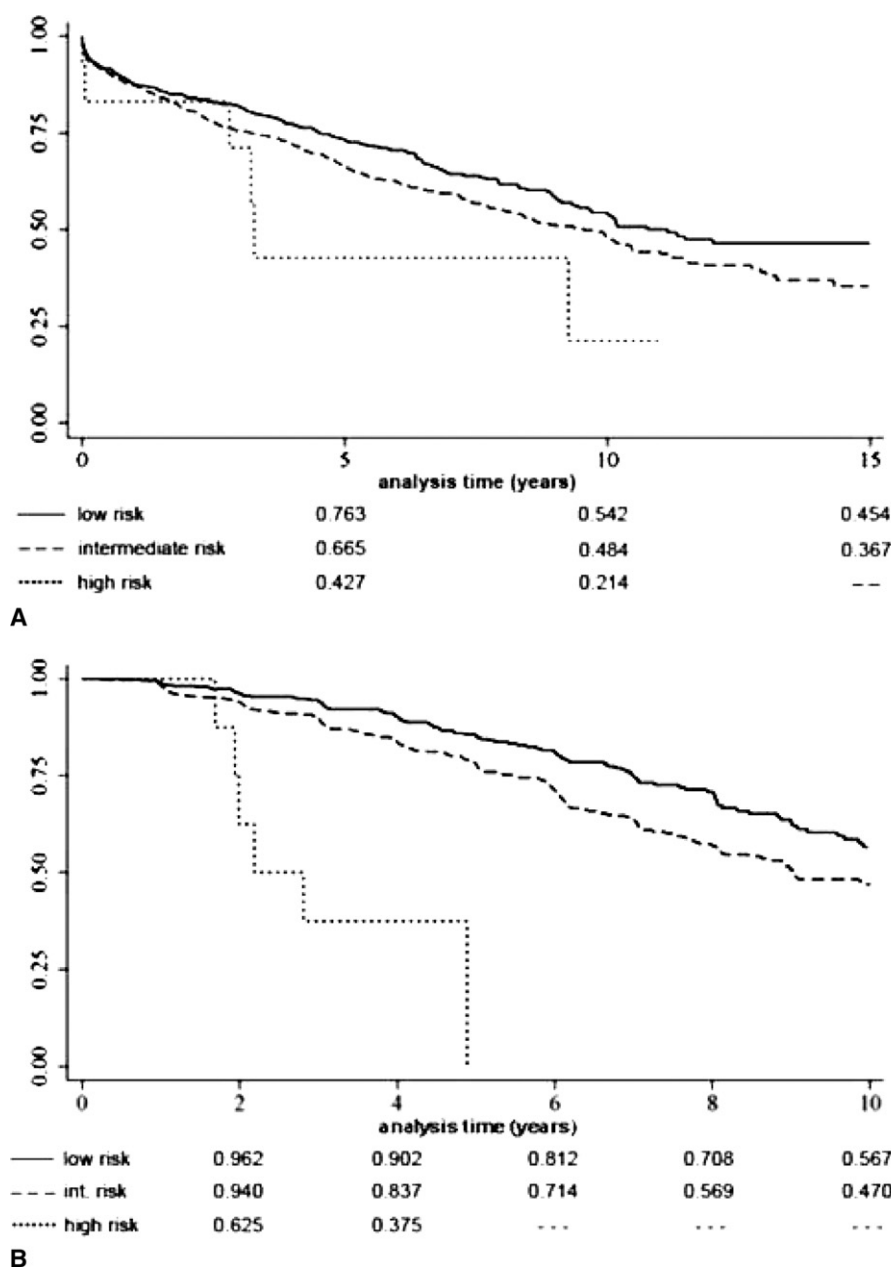 1.00
0.75
0.50
0.25
0.00
0 5 10 15
analysis time (years)
low risk 0.763 0.542 0.454
intermediate risk 0.665 0.484 0.367
high risk 0.427 0.214 --
A
1.00
0.75
0.50
0.25
0.00
0 2 4 6 8 10
analysis time (years)
low risk 0.962 0.902 0.812 0.708 0.567
int. risk 0.940 0.837 0.714 0.569 0.470
high risk 0.625 0.375 --- --- ---
B